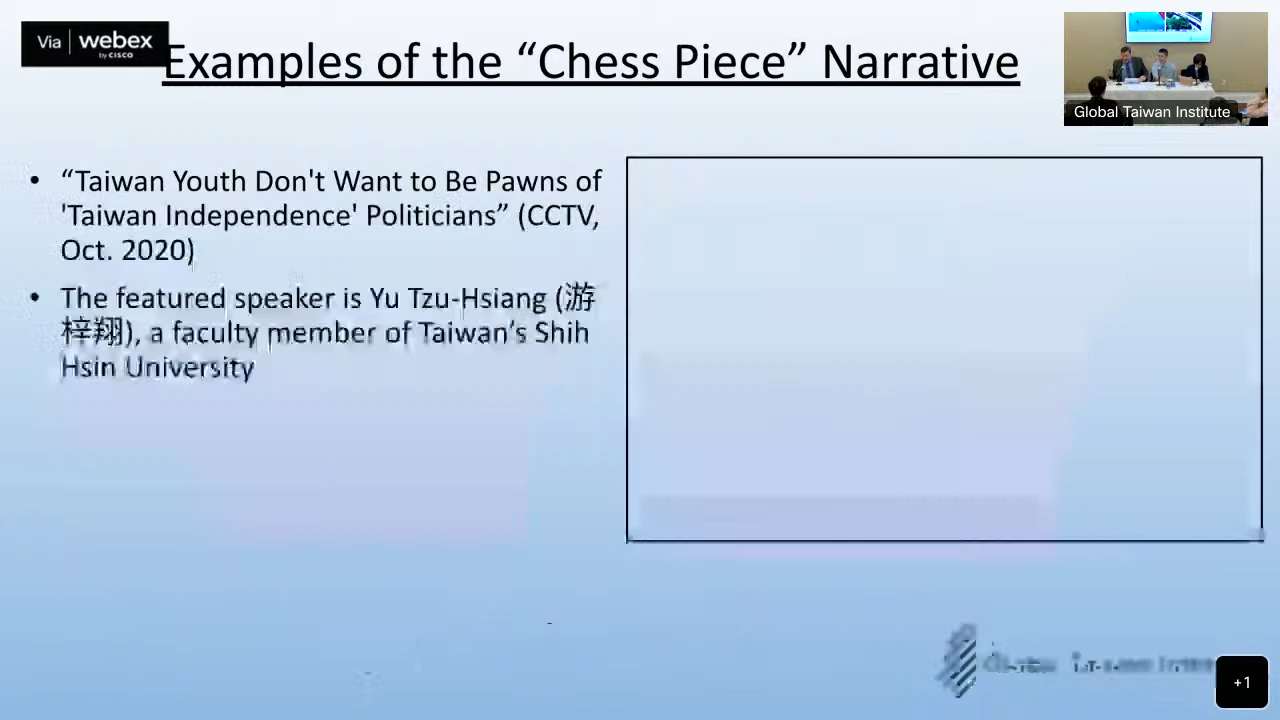 Via webex
by CISCO
Examples of the “Chess Piece” Narrative
Global Taiwan Institute
• “Taiwan Youth Don't Want to Be Pawns of
'Taiwan Independence' Politicians” (CCTV,
Oct. 2020)
• The featured speaker is Yu Tzu-Hsiang (游
梓翔), a faculty member of Taiwan’s Shih
Hsin University
+1